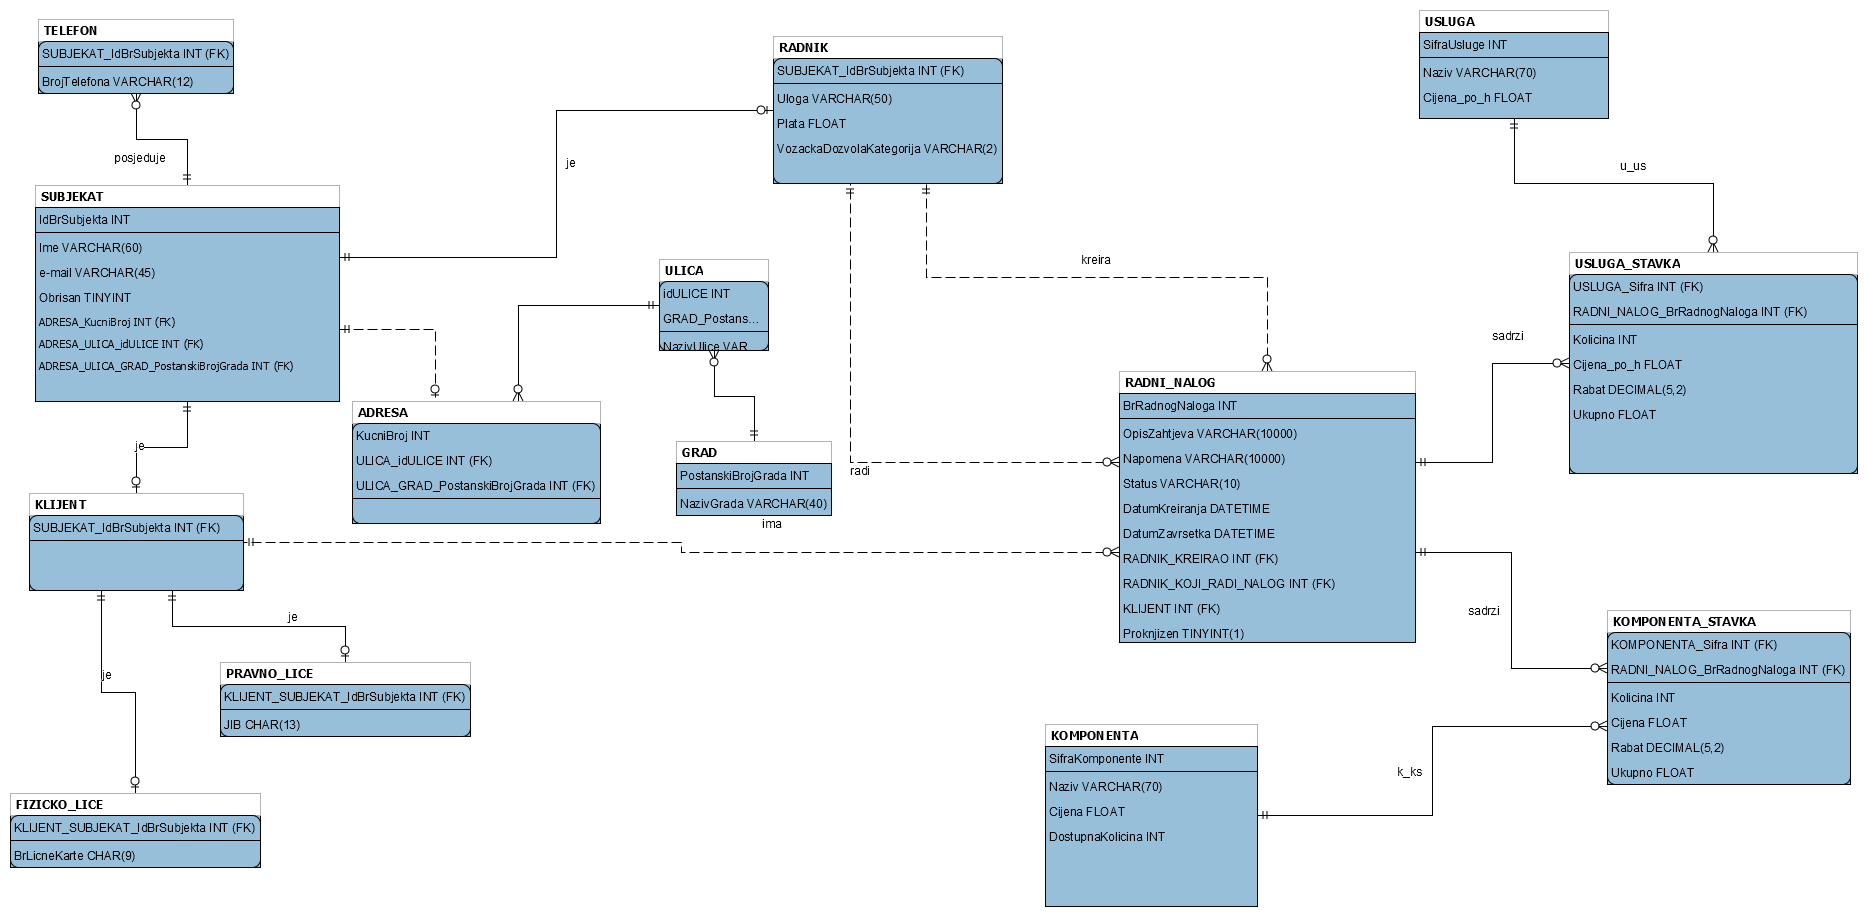 TELEFON
SUBJEKAT_IdBrSubjekta INT (FK)
BrojTelefona VARCHAR(12)
posjeduje
SUBJEKAT
IdBrSubjekta INT
Ime VARCHAR(60)
e-mail VARCHAR(45)
Obrisan TINYINT
ADRESA_KucniBroj INT (FK)
ADRESA_ULICA_idULICE INT (FK)
ADRESA_ULICA_GRAD_PostanskiBrojGrada INT (FK)
je
RADNIK
SUBJEKAT_IdBrSubjekta INT (FK)
Uloga VARCHAR(50)
Plata FLOAT
VozackaDozvolaKategorija VARCHAR(2)
je
USLUGA
SifraUsluge INT
Naziv VARCHAR(70)
Cijena_po_h FLOAT
u_us
USLUGA_STAVKA
USLUGA_Sifra INT (FK)
RADNI_NALOG_BrRadnogNaloga INT (FK)
Kolicina INT
Cijena_po_h FLOAT
Rabat DECIMAL(5,2)
Ukupno FLOAT
sadrzi
kreira
ULICA
idULICE INT
GRAD_Postans...
NazivUlice VAR
ADRESA
KucniBroj INT
ULICA_idULICE INT (FK)
ULICA_GRAD_PostanskiBrojGrada INT (FK)
GRAD
PostanskiBrojGrada INT
NazivGrada VARCHAR(40)
ima
radi
RADNI_NALOG
BrRadnogNaloga INT
OpisZahtjeva VARCHAR(10000)
Napomena VARCHAR(10000)
Status VARCHAR(10)
DatumKreiranja DATETIME
DatumZavrsetka DATETIME
RADNIK_KREIRAO INT (FK)
RADNIK_KOJI_RADI_NALOG INT (FK)
KLIJENT INT (FK)
Proknjizen TINYINT(1)
KLIJENT
SUBJEKAT_IdBrSubjekta INT (FK)
je
je
PRAVNO_LICE
KLIJENT_SUBJEKAT_IdBrSubjekta INT (FK)
JIB CHAR(13)
FIZICKO_LICE
KLIJENT_SUBJEKAT_IdBrSubjekta INT (FK)
BrLicneKarte CHAR(9)
sadrzi
KOMPONENTA_STAVKA
KOMPONENTA_Sifra INT (FK)
RADNI_NALOG_BrRadnogNaloga INT (FK)
Kolicina INT
Cijena FLOAT
Rabat DECIMAL(5,2)
Ukupno FLOAT
k_ks
KOMPONENTA
SifraKomponente INT
Naziv VARCHAR(70)
Cijena FLOAT
DostupnaKolicina INT